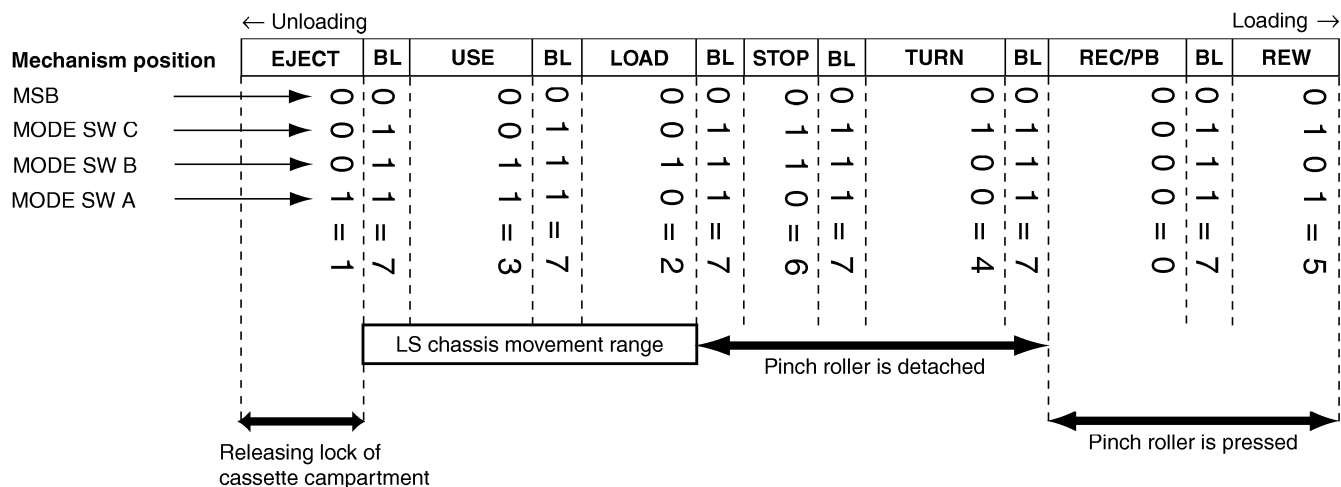 ← Unloading Loading →
Mechanism position EJECT BL USE BL LOAD BL STOP BL TURN BL REC/PB BL REW
MSB 0 0 0 0 0 0 0 0 0 0 0 0 0
MODE SW C 0 1 0 1 0 1 1 1 1 1 0 1 1
MODE SW B 0 1 1 1 1 1 1 1 0 1 0 1 0
MODE SW A 1 1 1 1 0 1 0 1 0 1 0 1 1
= = = = = = = = = = = = =
1 7 3 7 2 7 6 7 4 7 0 7 5
LS chassis movement range
Pinch roller is detached
Releasing lock of
cassette campartment
Pinch roller is pressed